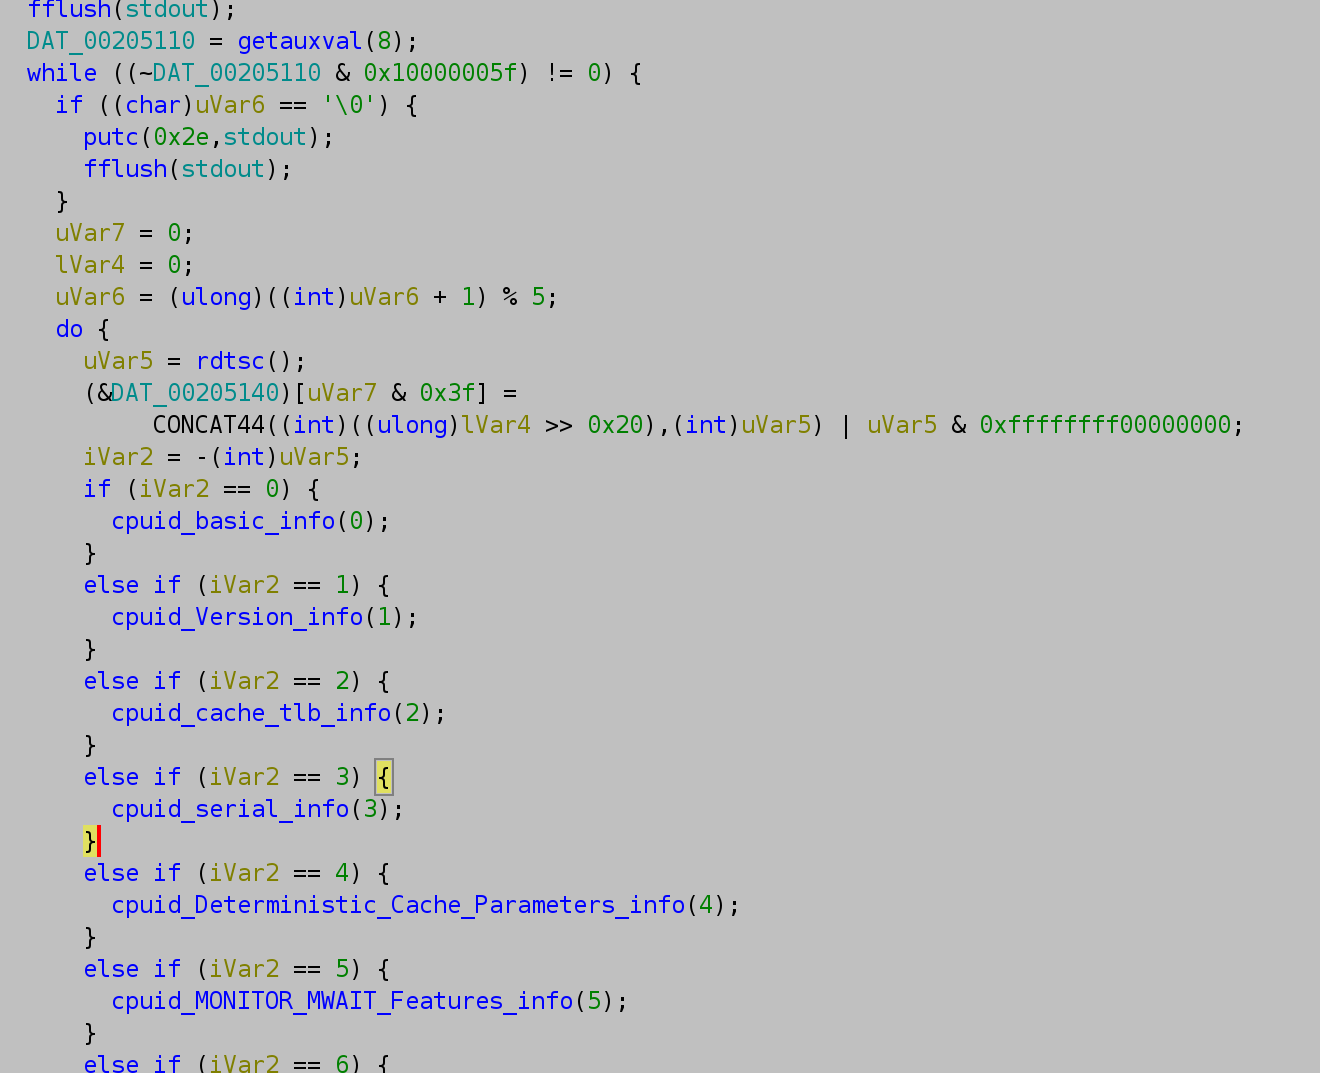 fflush(stdout);
DAT_00205110 = getauxval(8);
while ((~DAT_00205110 & 0x10000005f) != 0) {
if ((char)uVar6 == '\0') {
putc(0x2e,stdout);
fflush(stdout);
}
uVar7 = 0;
lVar4 = 0;
uVar6 = (ulong)((int)uVar6 + 1) % 5;
do {
uVar5 = rdtsc();
(&DAT_00205140)[uVar7 & 0x3f] =
CONCAT44((int)((ulong)lVar4 >> 0x20),(int)uVar5) | uVar5 & 0xffffffff00000000;
iVar2 = -(int)uVar5;
if (iVar2 == 0) {
cpuid_basic_info(0);
}
else if (iVar2 == 1) {
cpuid_Version_info(1);
}
else if (iVar2 == 2) {
cpuid_cache_tlb_info(2);
}
else if (iVar2 == 3) {
cpuid_serial_info(3);
}
else if (iVar2 == 4) {
cpuid_Deterministic_Cache_Parameters_info(4);
}
else if (iVar2 == 5) {
cpuid_MONITOR_MWAIT_Features_info(5);
}
else if (iVar2 == 6) {